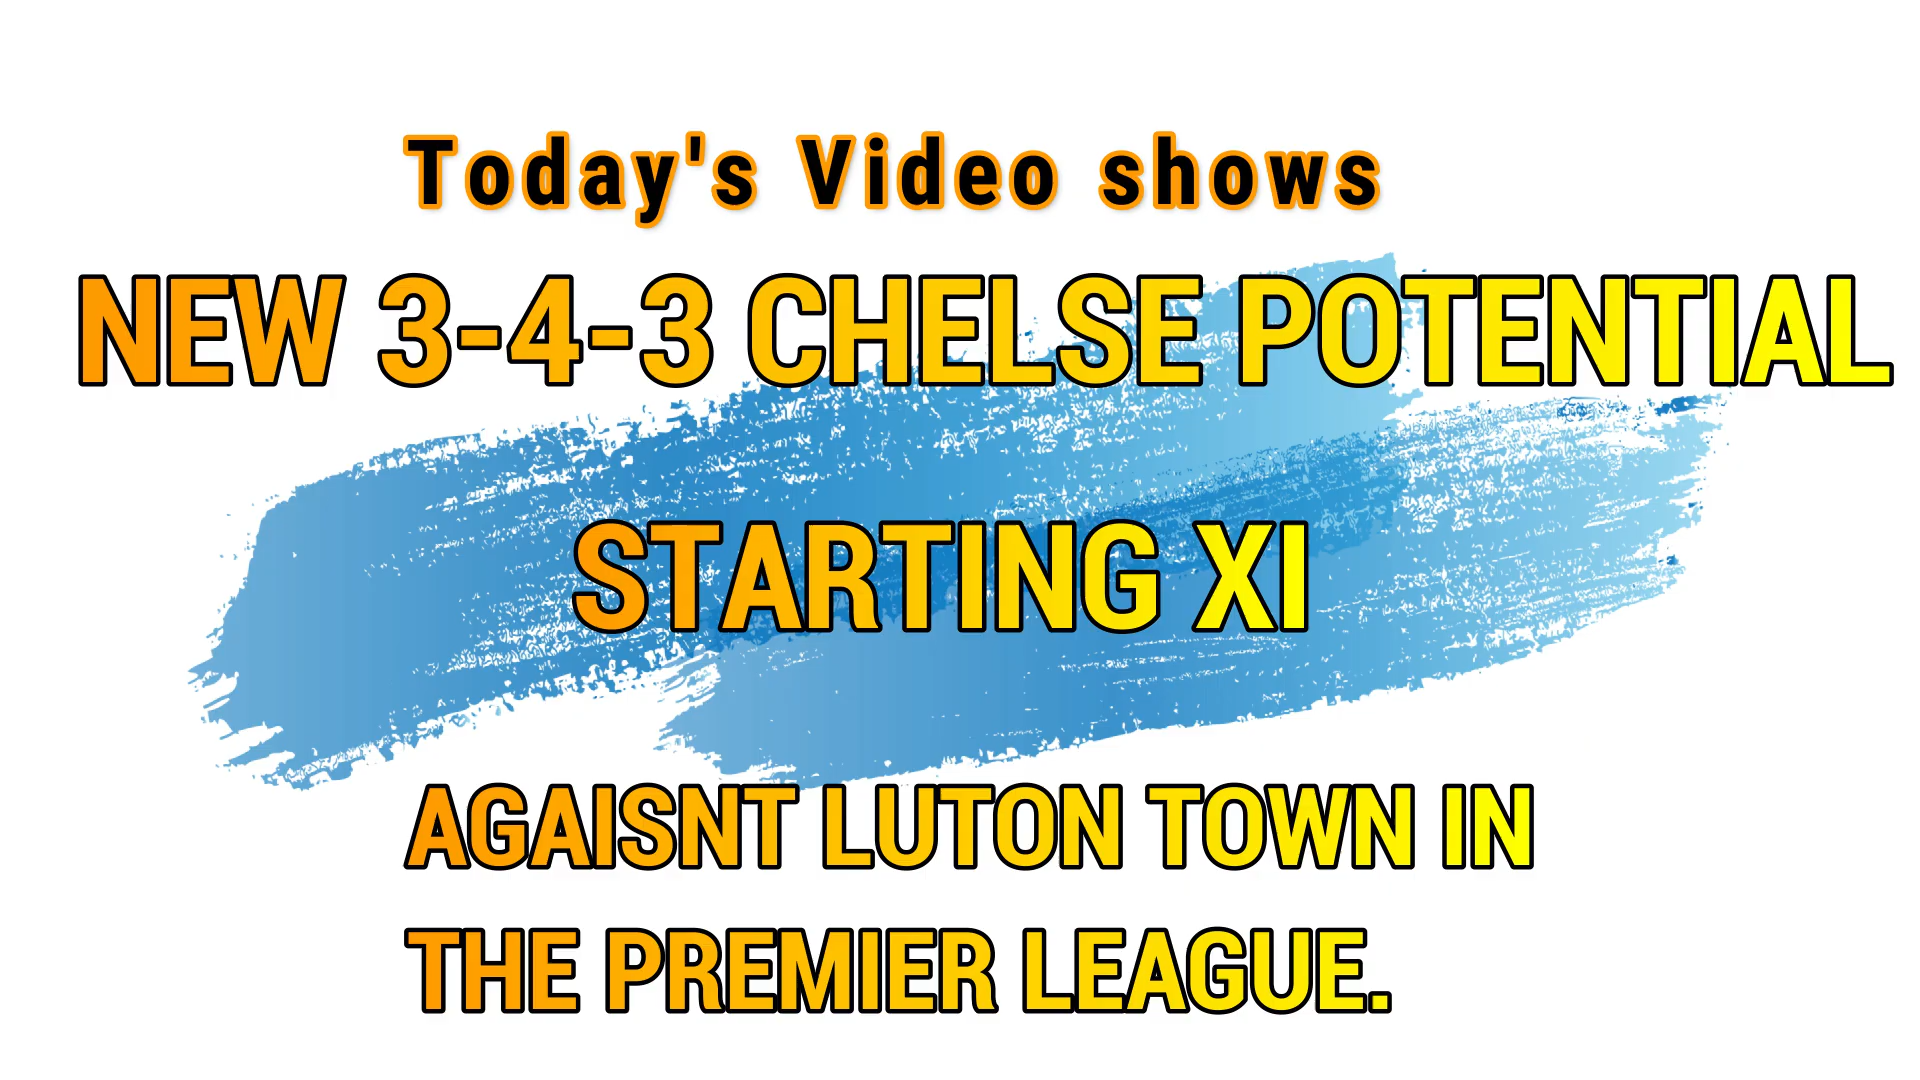 Today's Video shows
NEW 3-4-3 CHELSE POTENTIAL
STARTING XI
AGAISNT LUTON TOWN IN
THE PREMIER LEAGUE.